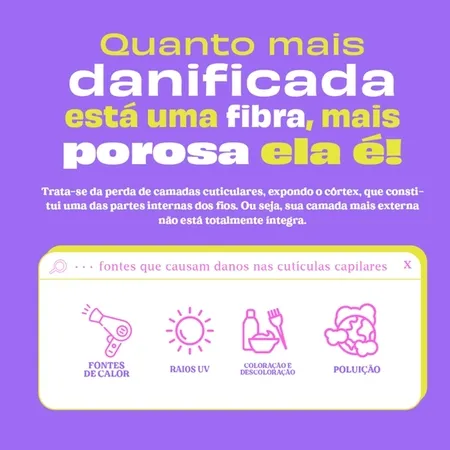 Quanto mais
danificada
está uma fibra, mais
porosa ela é!
Trata-se da perda de camadas cuticulares, expondo o córtex, que consti-
tui uma das partes internas dos fios. Ou seja, sua camada mais externa
não está totalmente íntegra.
... fontes que causam danos nas cutículas capilares X
FONTES
DE CALOR
RAIOS UV
COLORAÇÃO E
DESCOLORAÇÃO
POLUIÇÃO